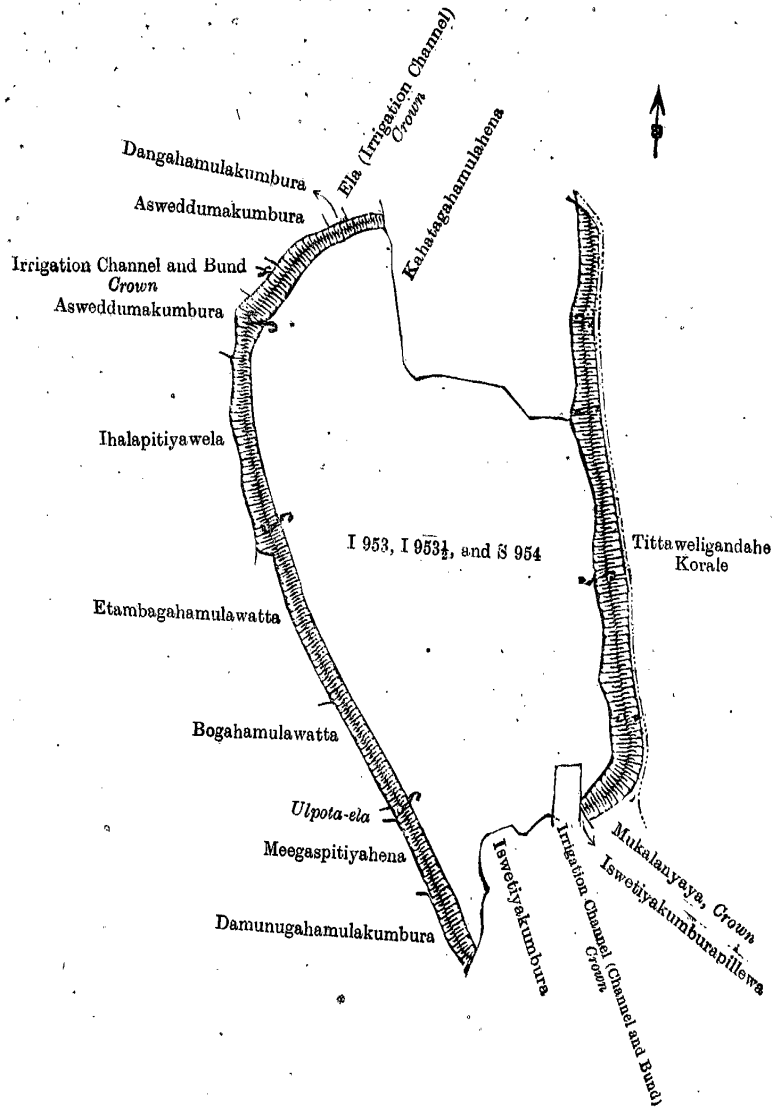 Ela (Irrigation Channel)
Crown
Kahatagahamulahena
Dangahamulakumbura
Asweddumakumbura
Irrigation Channel and Bund
Crown
Asweddumakumbura
Ihalapitiyawela
I 953, I 953½, and S 954
Tittaweligandahe
Korale
Etambagahamulawatta
Bogahamulawatta
Ulpota-ela
Meegaspitiyahena
Damunugahamulakumbura
Iswetiyakumbura
Irrigation Channel (Channel and Bund)
Crown
Mukalanyaya, Crown
Iswetiyakumburapillewa